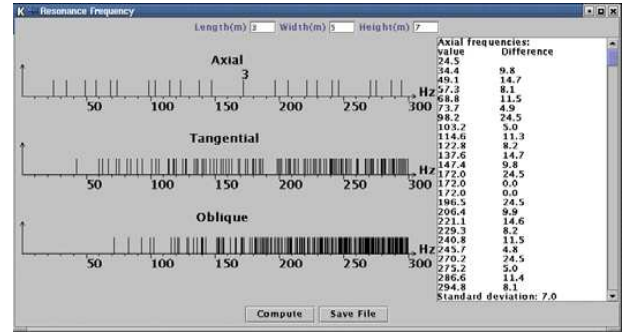 Resonance Frequency
Length(m) 3 Width(m) 5 Height(m) 7
Axial
3
Hz
50 100 150 200 250 300
Tangential
Hz
50 100 150 200 250 300
Oblique
Hz
50 100 150 200 250 300
Axial frequencies:
value Difference
24.5
34.4 9.8
49.1 14.7
57.3 8.1
68.8 11.5
73.7 4.9
98.2 24.5
103.2 5.0
114.6 11.3
122.8 8.2
137.6 14.7
147.4 9.8
172.0 24.5
172.0 0.0
172.0 0.0
196.5 24.5
206.4 9.9
221.1 14.6
229.3 8.2
240.8 11.5
245.7 4.8
270.2 24.5
275.2 5.0
286.6 11.4
294.8 8.1
Standard deviation: 7.0
Compute Save File